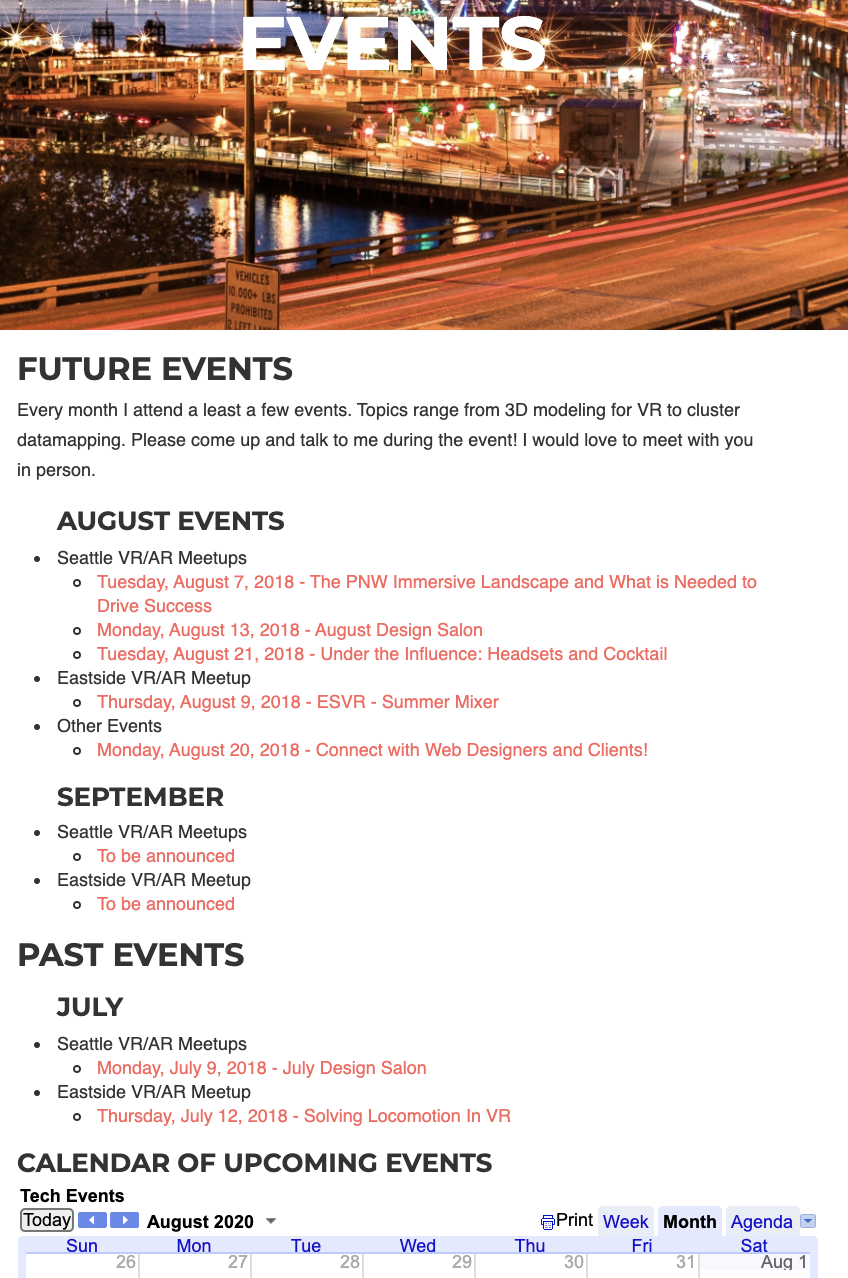 EVENTS
VEHICLES
10,000+ LBS
PROHIBITED
2 LEFT LANES
FUTURE EVENTS
Every month I attend a least a few events. Topics range from 3D modeling for VR to cluster
datamapping. Please come up and talk to me during the event! I would love to meet with you
in person.
AUGUST EVENTS
• Seattle VR/AR Meetups
Tuesday, August 7, 2018 - The PNW Immersive Landscape and What is Needed to
Drive Success
Monday, August 13, 2018 - August Design Salon
Tuesday, August 21, 2018 - Under the Influence: Headsets and Cocktail
• Eastside VR/AR Meetup
Thursday, August 9, 2018 - ESVR - Summer Mixer
• Other Events
Monday, August 20, 2018 - Connect with Web Designers and Clients!
SEPTEMBER
• Seattle VR/AR Meetups
To be announced
• Eastside VR/AR Meetup
To be announced
PAST EVENTS
JULY
• Seattle VR/AR Meetups
Monday, July 9, 2018 - July Design Salon
• Eastside VR/AR Meetup
Thursday, July 12, 2018 - Solving Locomotion In VR
CALENDAR OF UPCOMING EVENTS
Tech Events
Today August 2020 Print Week Month Agenda
Sun Mon Tue Wed Thu Fri Sat
26 27 28 29 30 31 Aug 1